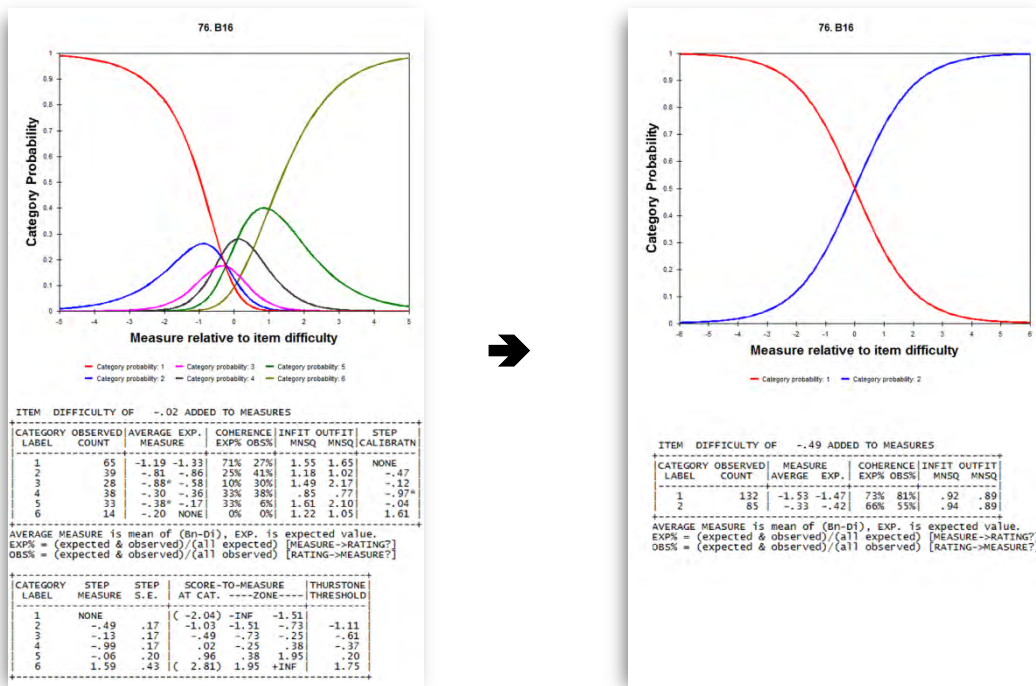 76. B16
1
0.9
0.8
0.7
0.6
0.5
0.4
0.3
0.2
0.1
0
Category Probability
-5 -4 -3 -2 -1 0 1 2 3 4 5
Measure relative to item difficulty
Category probability: 1 Category probability: 3 Category probability: 5
Category probability: 2 Category probability: 4 Category probability: 6
ITEM DIFFICULTY OF -.02 ADDED TO MEASURES
|CATEGORY OBSERVED|AVERAGE EXP.| COHERENCE|INFIT OUTFIT| STEP
| LABEL COUNT | MEASURE | EXP% OBS%| MNSQ MNSQ|CALIBRATN|
| 1 65 | -1.19 -1.33| 71% 27%| 1.55 1.65| NONE
| 2 39 | -.81 -.86| 25% 41%| 1.18 1.02| -.47
| 3 28 | -.88* -.58| 10% 30%| 1.49 2.17| -.12
| 4 38 | -.30 -.36| 33% 38%| .85 .77| -.97*
| 5 33 | -.38* -.17| 33% 6%| 1.61 2.10| -.04
| 6 14 | -.20 NONE| 0% 0%| 1.22 1.05| 1.61
AVERAGE MEASURE is mean of (Bn-Di), EXP. is expected value.
EXP% = (expected & observed)/(all expected) [MEASURE->RATING?]
OBS% = (expected & observed)/(all observed) [RATING->MEASURE?]
|CATEGORY STEP STEP | SCORE-TO-MEASURE |THURSTONE|
| LABEL MEASURE S.E. | AT CAT. ----ZONE----|THRESHOLD|
| 1 NONE |( -2.04) -INF -1.51|
| 2 -.49 .17 | -1.03 -1.51 -.73| -1.11
| 3 -.13 .17 | -.49 -.73 -.25| -.61
| 4 -.99 .17 | .02 -.25 .38| -.37
| 5 -.06 .20 | .96 .38 1.95| .20
| 6 1.59 .43 |( 2.81) 1.95 +INF | 1.75
76. B16
1
0.9
0.8
0.7
0.6
0.5
0.4
0.3
0.2
0.1
0
Category Probability
-6 -5 -4 -3 -2 -1 0 1 2 3 4 5 6
Measure relative to item difficulty
Category probability: 1 Category probability: 2
ITEM DIFFICULTY OF -.49 ADDED TO MEASURES
|CATEGORY OBSERVED| MEASURE | COHERENCE|INFIT OUTFIT|
| LABEL COUNT | AVERGE EXP.| EXP% OBS%| MNSQ MNSQ|
| 1 132 | -1.53 -1.47| 73% 81%| .92 .89|
| 2 85 | -.33 -.42| 66% 55%| .94 .89|
AVERAGE MEASURE is mean of (Bn-Di), EXP. is expected value.
EXP% = (expected & observed)/(all expected) [MEASURE->RATING?
OBS% = (expected & observed)/(all observed) [RATING->MEASURE?